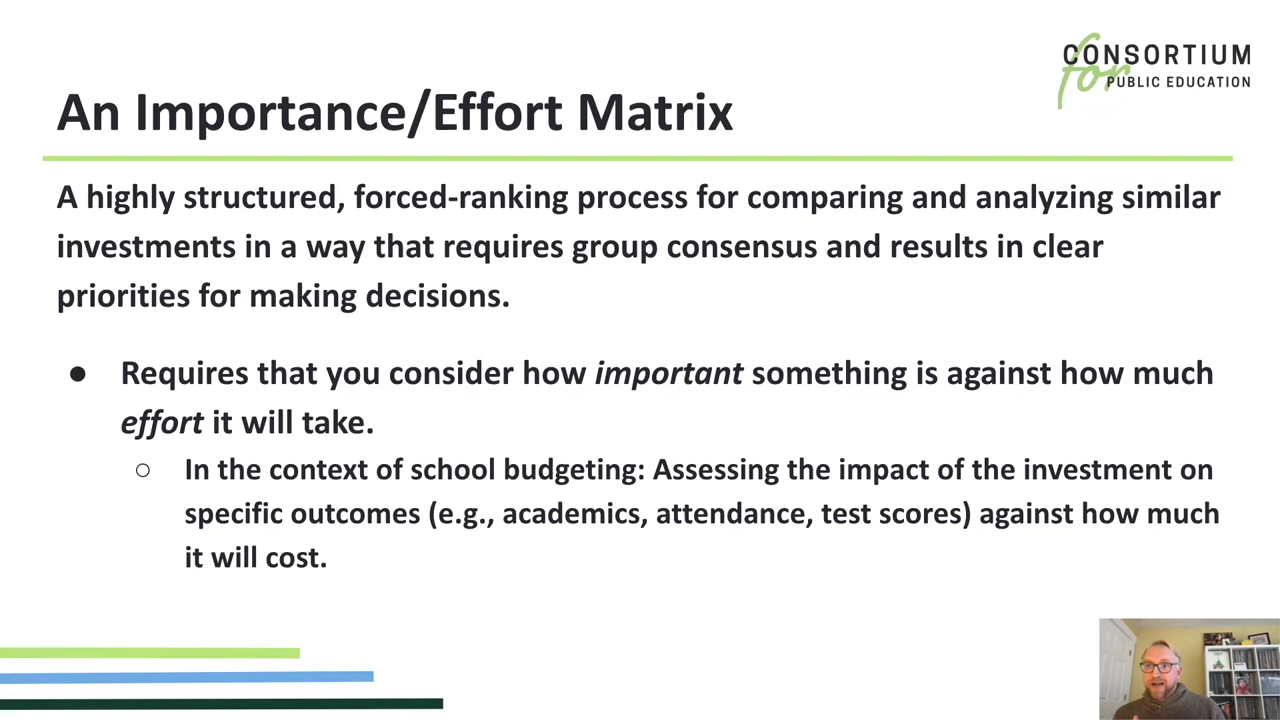 CONSORTIUM
for PUBLIC EDUCATION
An Importance/Effort Matrix
A highly structured, forced-ranking process for comparing and analyzing similar
investments in a way that requires group consensus and results in clear
priorities for making decisions.
● Requires that you consider how important something is against how much
effort it will take.
○ In the context of school budgeting: Assessing the impact of the investment on
specific outcomes (e.g., academics, attendance, test scores) against how much
it will cost.